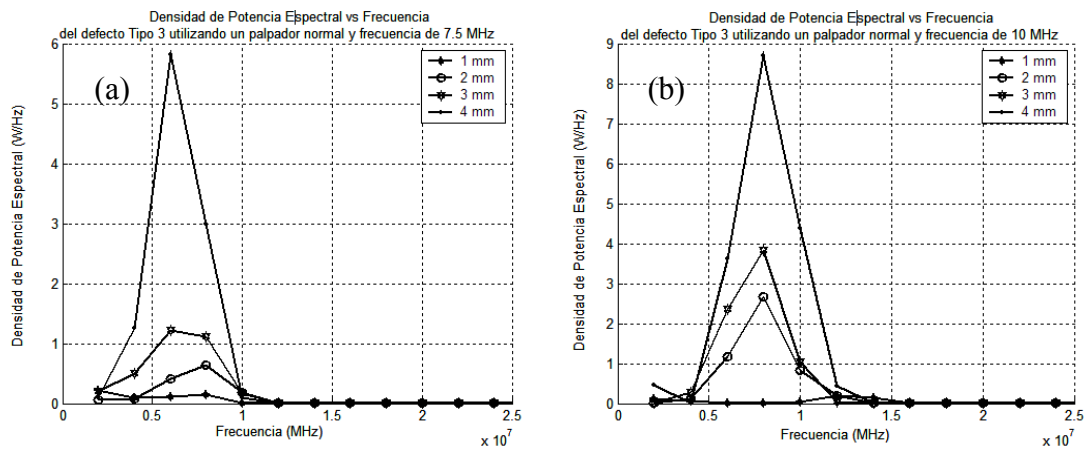 Densidad de Potencia Espectral vs Frecuencia
del defecto Tipo 3 utilizando un palpador normal y frecuencia de 7.5 MHz
(a)
1 mm
2 mm
3 mm
4 mm
Densidad de Potencia Espectral (W/Hz)
6
5
4
3
2
1
0
0
0.5
1
1.5
2
2.5
x 10^7
Frecuencia (MHz)
Densidad de Potencia Espectral vs Frecuencia
del defecto Tipo 3 utilizando un palpador normal y frecuencia de 10 MHz
(b)
1 mm
2 mm
3 mm
4 mm
Densidad de Potencia Espectral (W/Hz)
9
8
7
6
5
4
3
2
1
0
0
0.5
1
1.5
2
2.5
x 10^7
Frecuencia (MHz)